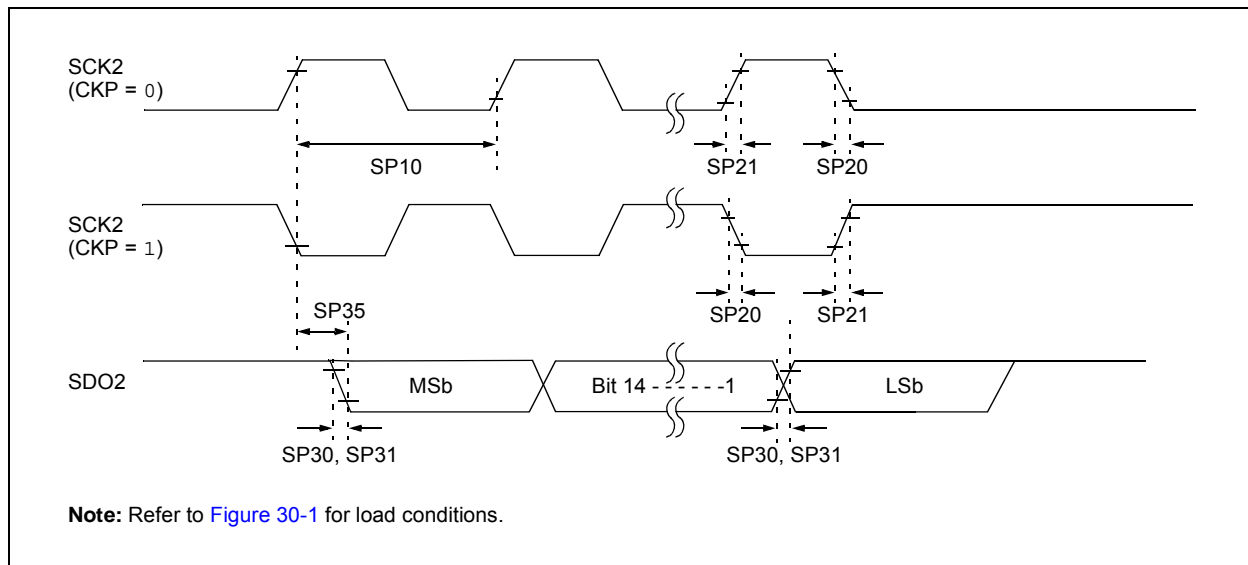 SCK2
(CKP = 0)
SP10
SP21
SP20
SCK2
(CKP = 1)
SP20
SP21
SP35
SDO2
MSb
Bit 14 - - - - - -1
LSb
SP30, SP31
SP30, SP31
Note: Refer to Figure 30-1 for load conditions.